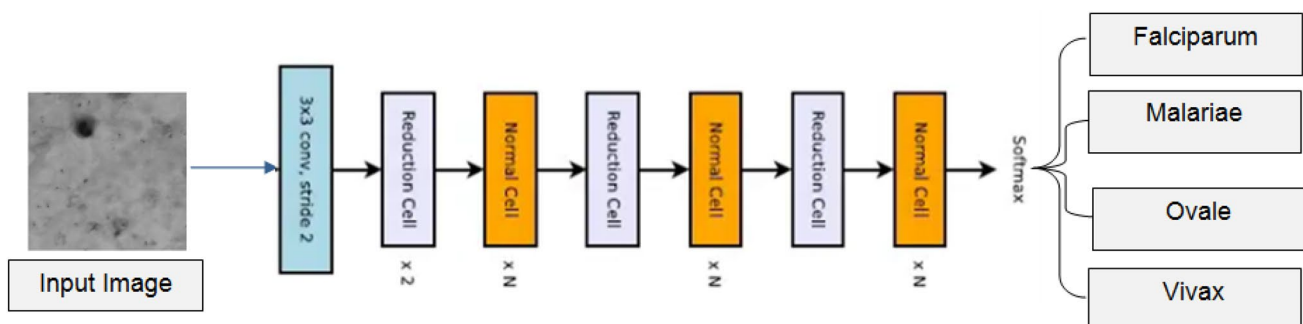 Input Image
3x3 conv, stride 2
Reduction Cell
x 2
Normal Cell
x N
Reduction Cell
Normal Cell
x N
Reduction Cell
Normal Cell
x N
Softmax
Falciparum
Malariae
Ovale
Vivax